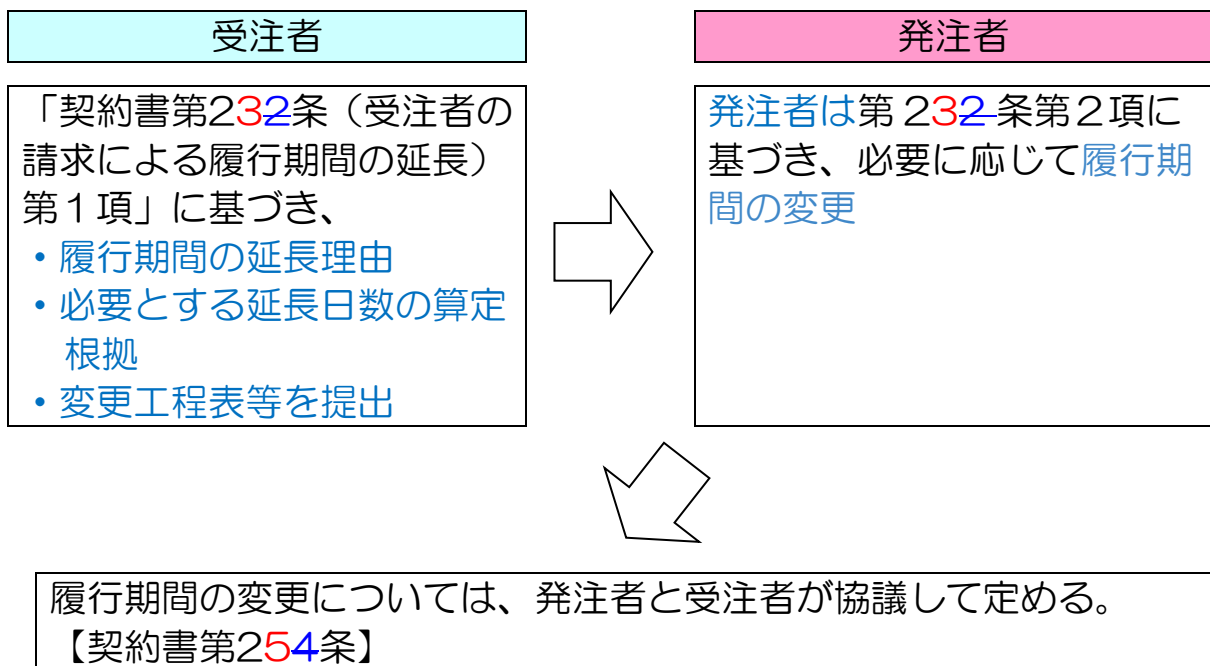 受注者
「契約書第232条（受注者の
請求による履行期間の延長）
第１項」に基づき、
・履行期間の延長理由
・必要とする延長日数の算定
根拠
・変更工程表等を提出
発注者
発注者は第232条第２項に
基づき、必要に応じて履行期
間の変更
履行期間の変更については、発注者と受注者が協議して定める。
【契約書第254条】